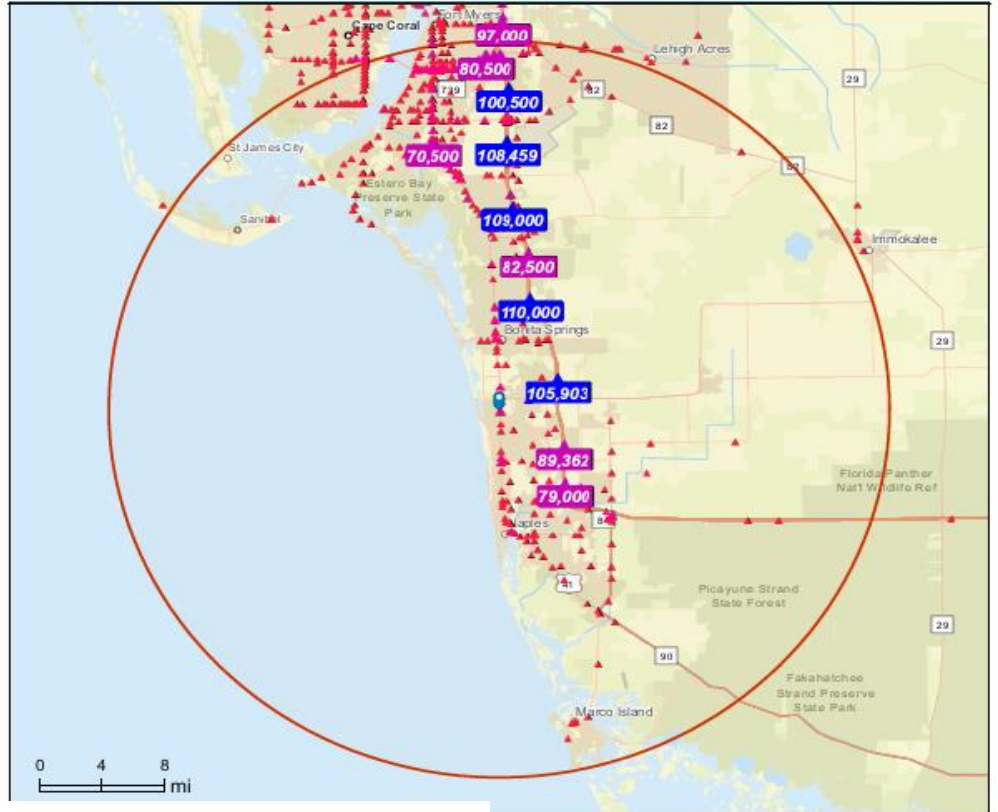 Fort Myers
Cape Coral
97,000
Lehigh Acres
80,500
29
739
82
100,500
82
St James City
70,500
108,459
82
Estero Bay
Preserve State
Park
Sanibel
109,000
Immokalee
82,500
110,000
Bonita Springs
29
105,903
89,362
Florida Panther
Nat'l Wildlife Ref
79,000
Naples
84
41
Picayune Strand
State Forest
29
90
Fakahatchee
Strand Preserve
State Park
Marco Island
0 4 8
mi